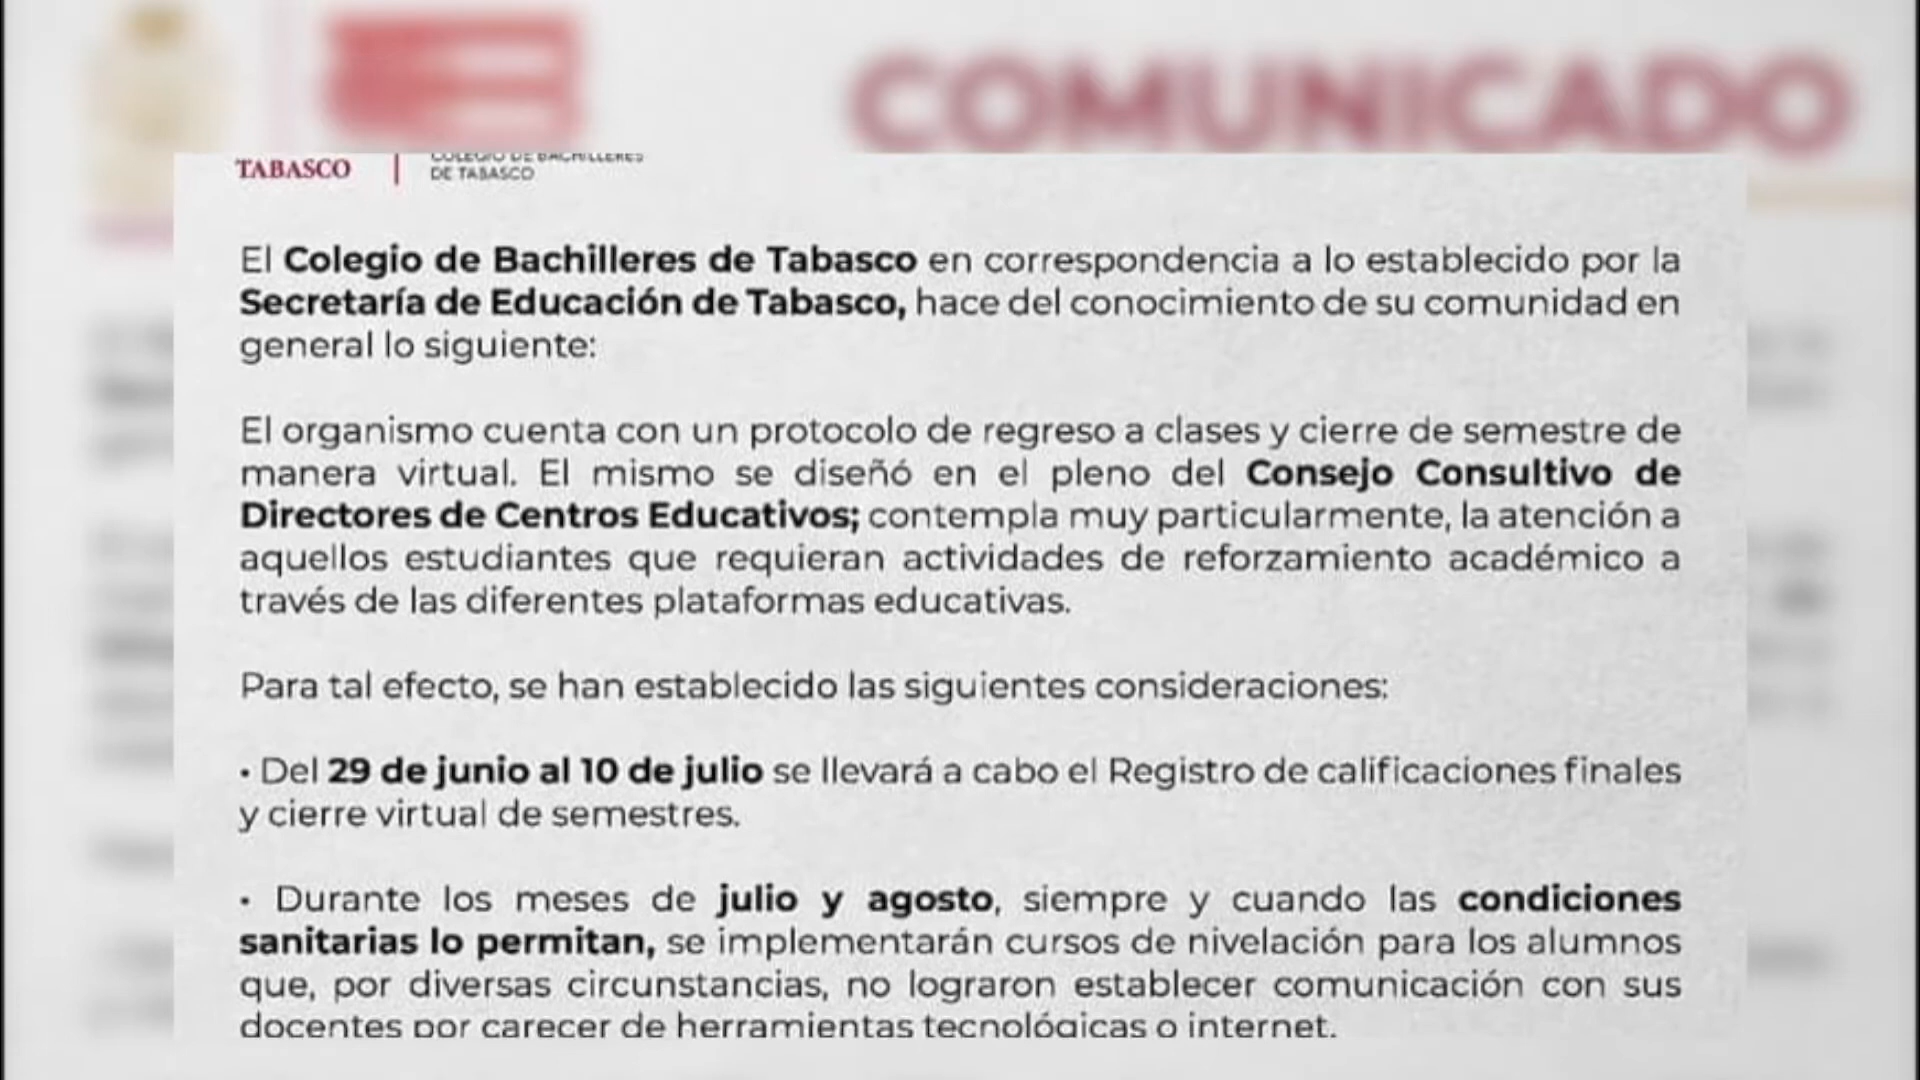 COMUNICADO
TABASCO
COLEGIO DE BACHILLERES
DE TABASCO
El Colegio de Bachilleres de Tabasco en correspondencia a lo establecido por la
Secretaría de Educación de Tabasco, hace del conocimiento de su comunidad en
general lo siguiente:
El organismo cuenta con un protocolo de regreso a clases y cierre de semestre de
manera virtual. El mismo se diseñó en el pleno del Consejo Consultivo de
Directores de Centros Educativos; contempla muy particularmente, la atención a
aquellos estudiantes que requieran actividades de reforzamiento académico a
través de las diferentes plataformas educativas.
Para tal efecto, se han establecido las siguientes consideraciones:
• Del 29 de junio al 10 de julio se llevará a cabo el Registro de calificaciones finales
y cierre virtual de semestres.
• Durante los meses de julio y agosto, siempre y cuando las condiciones
sanitarias lo permitan, se implementarán cursos de nivelación para los alumnos
que, por diversas circunstancias, no lograron establecer comunicación con sus
docentes por carecer de herramientas tecnológicas o internet.